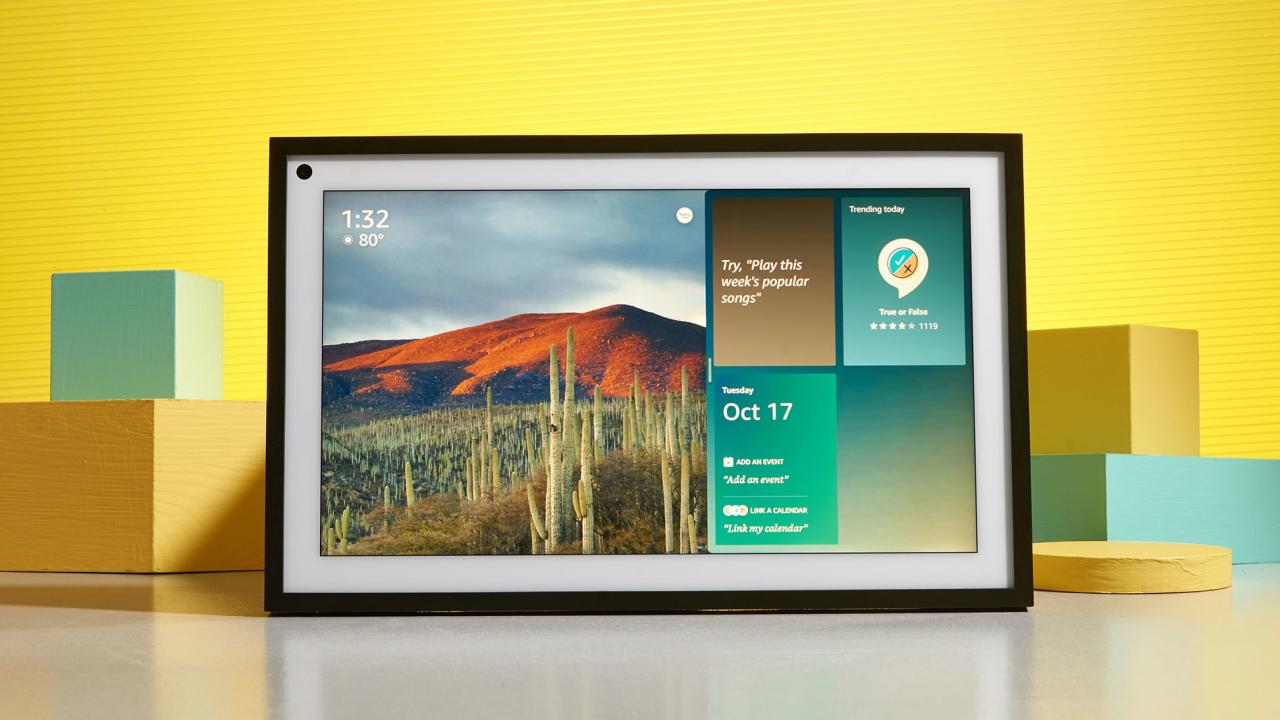 1:32
80°
Try, "Play this
week's popular
songs"
Trending today
True or False
1119
Tuesday
Oct 17
ADD AN EVENT
"Add an event"
LINK A CALENDAR
"Link my calendar"